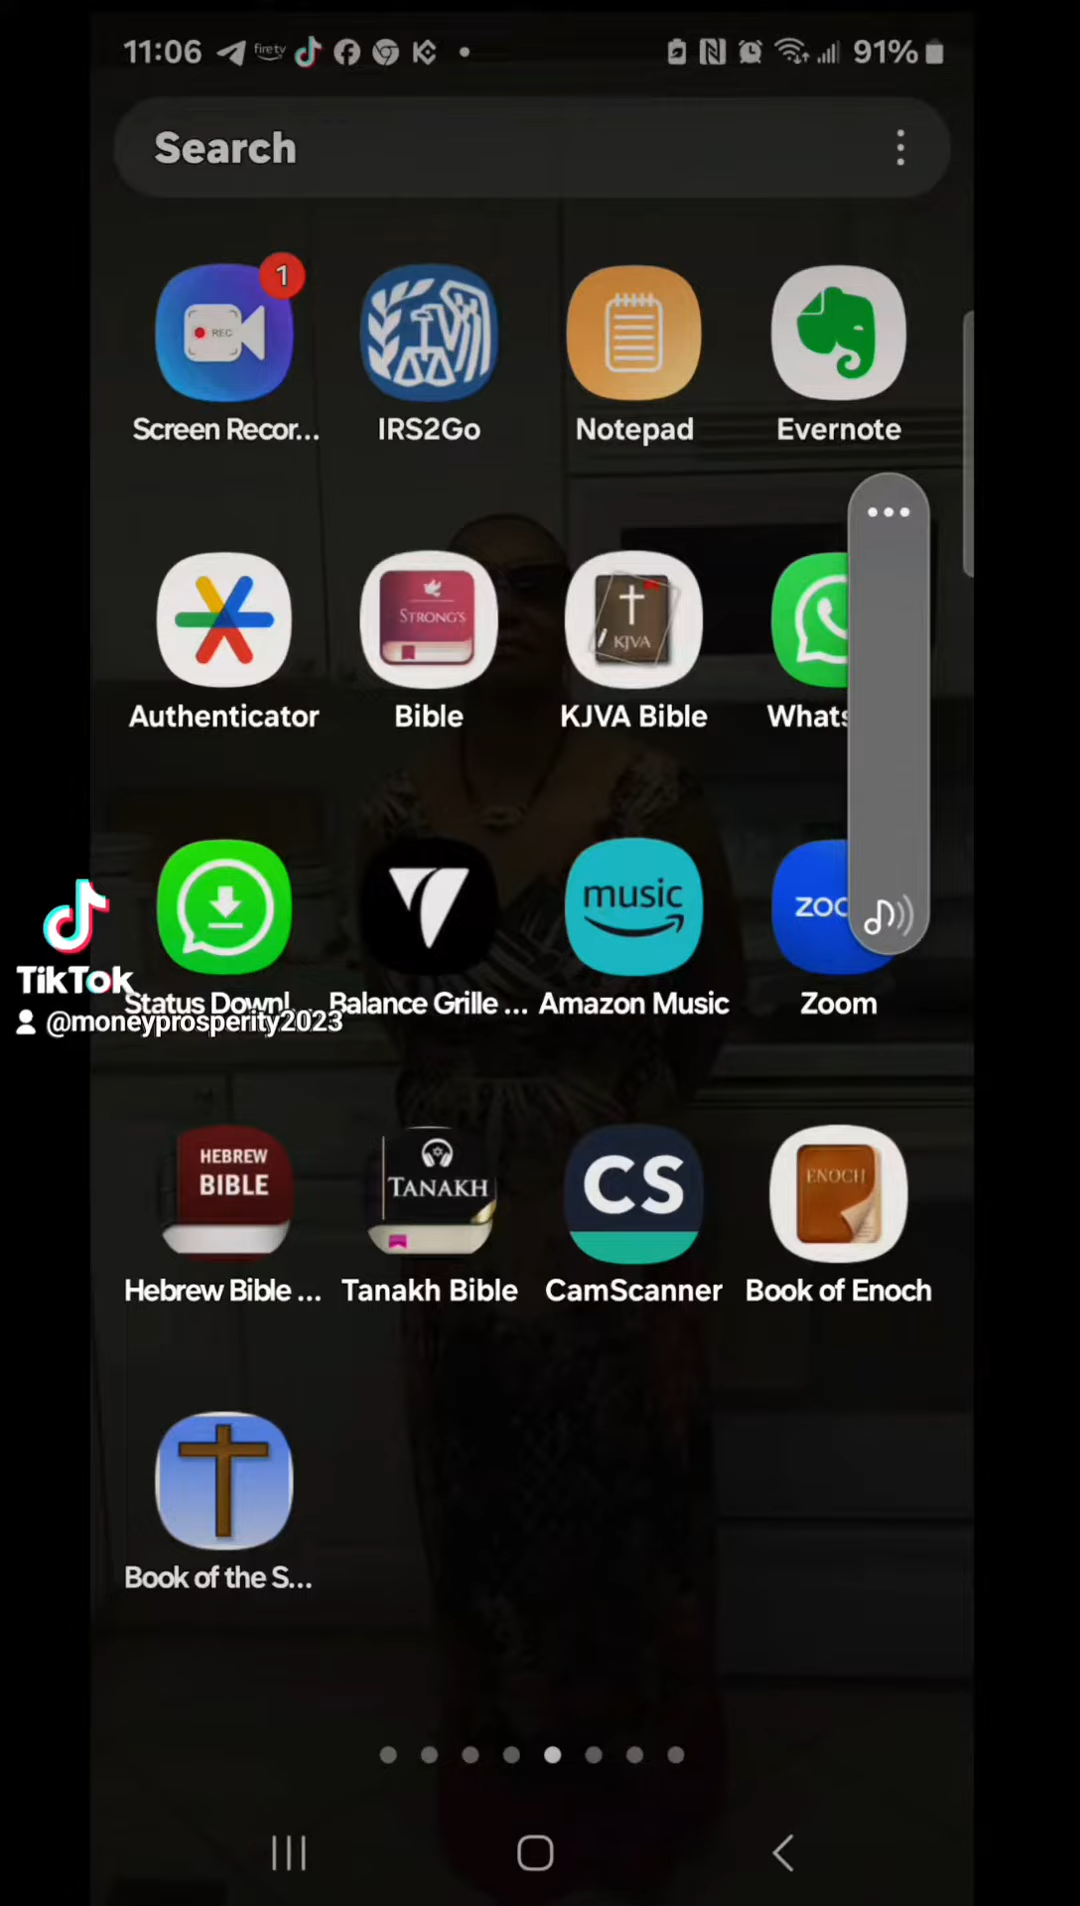 11:06 firetv 91%
Search
1
REC
Screen Recor... IRS2Go Notepad Evernote
STRONG'S KJVA
Authenticator Bible KJVA Bible Whats
music zoo
TikTok
Status Downl... Balance Grille ... Amazon Music Zoom
@moneyprosperity2023
HEBREW BIBLE TANAKH CS ENOCH
Hebrew Bible ... Tanakh Bible CamScanner Book of Enoch
Book of the S...